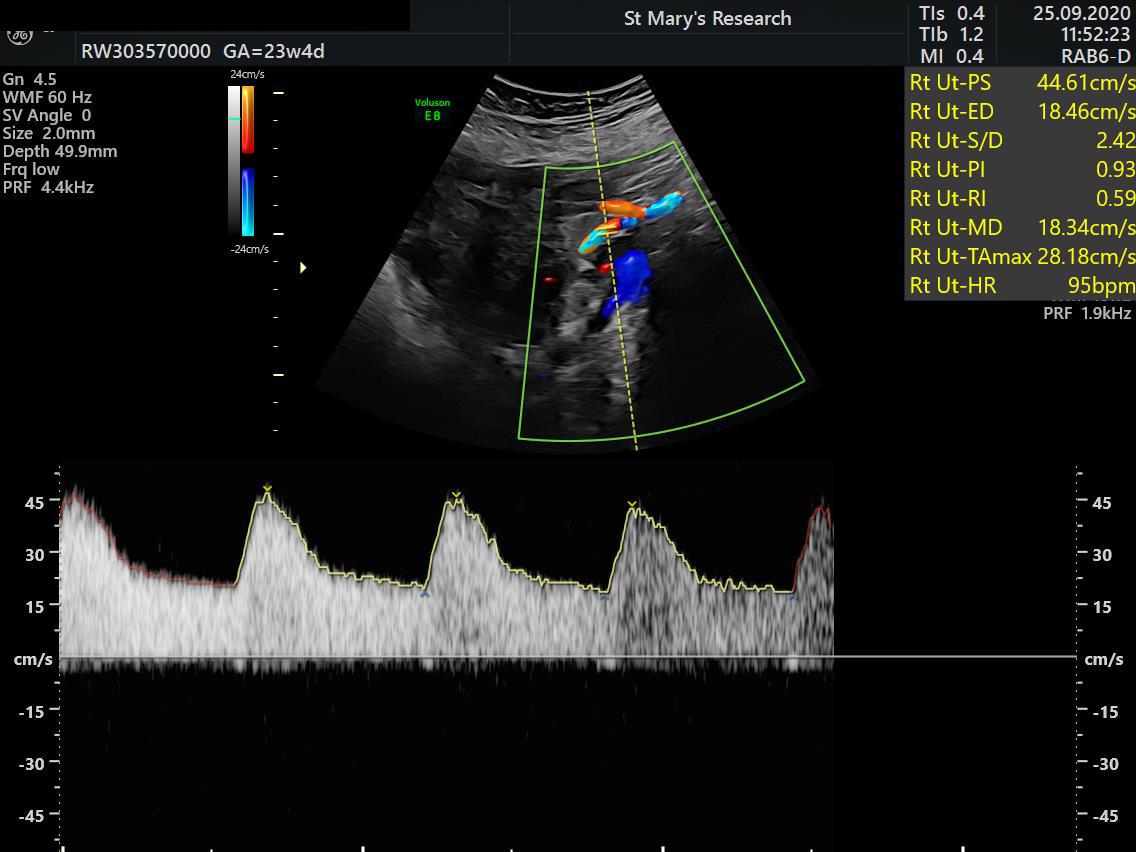 St Mary's Research
TIs 0.4
TIb 1.2
MI 0.4
25.09.2020
11:52:23
RAB6-D
RW303570000 GA=23w4d
Gn 4.5
WMF 60 Hz
SV Angle 0
Size 2.0mm
Depth 49.9mm
Frq low
PRF 4.4kHz
24cm/s
-24cm/s
Voluson
E8
Rt Ut-PS 44.61cm/s
Rt Ut-ED 18.46cm/s
Rt Ut-S/D 2.42
Rt Ut-PI 0.93
Rt Ut-RI 0.59
Rt Ut-MD 18.34cm/s
Rt Ut-TAmax 28.18cm/s
Rt Ut-HR 95bpm
PRF 1.9kHz
45
30
15
cm/s
-15
-30
-45
45
30
15
cm/s
-15
-30
-45